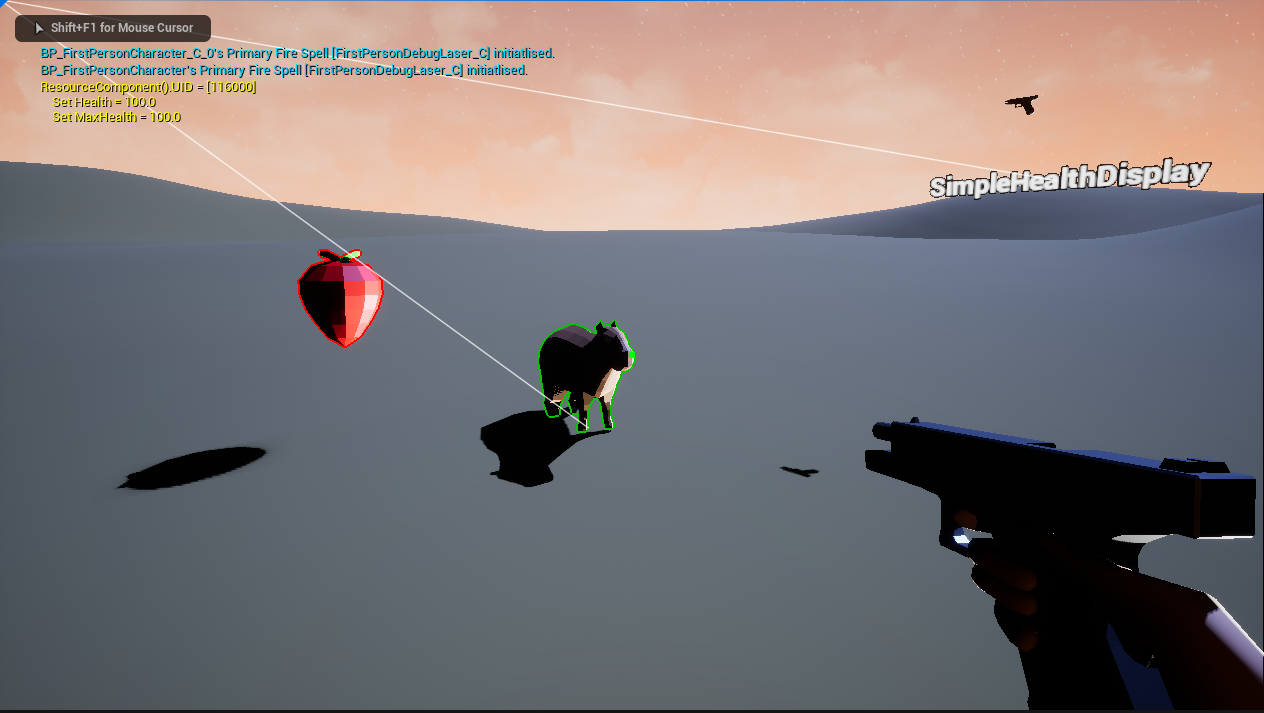 Shift+F1 for Mouse Cursor
BP_FirstPersonCharacter_C_0's Primary Fire Spell [FirstPersonDebugLaser_C] initiatlised.
BP_FirstPersonCharacter's Primary Fire Spell [FirstPersonDebugLaser_C] initiatlised.
ResourceComponent().UID = [116000]
Set Health = 100.0
Set MaxHealth = 100.0
SimpleHealthDisplay